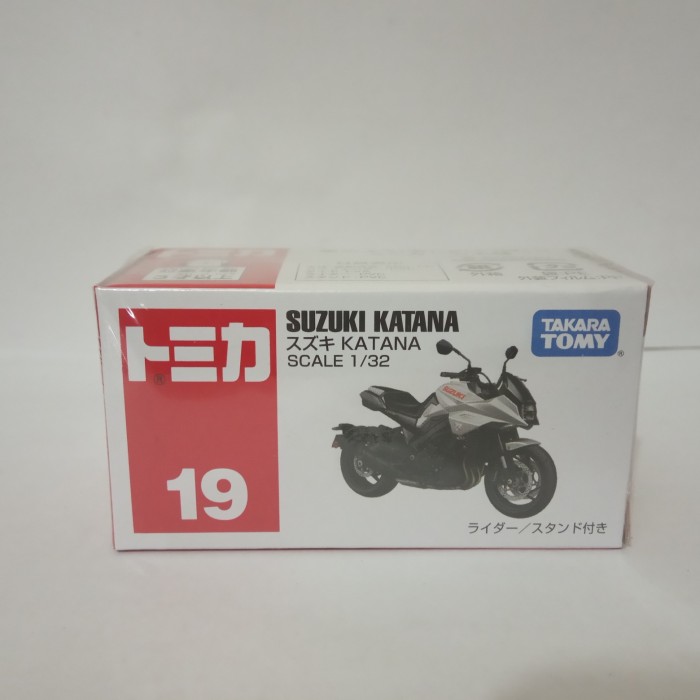 トミカ®
19
SUZUKI KATANA
スズキ KATANA
SCALE 1/32
TAKARA
TOMY®
SUZUKI
ライダー／スタンド付き